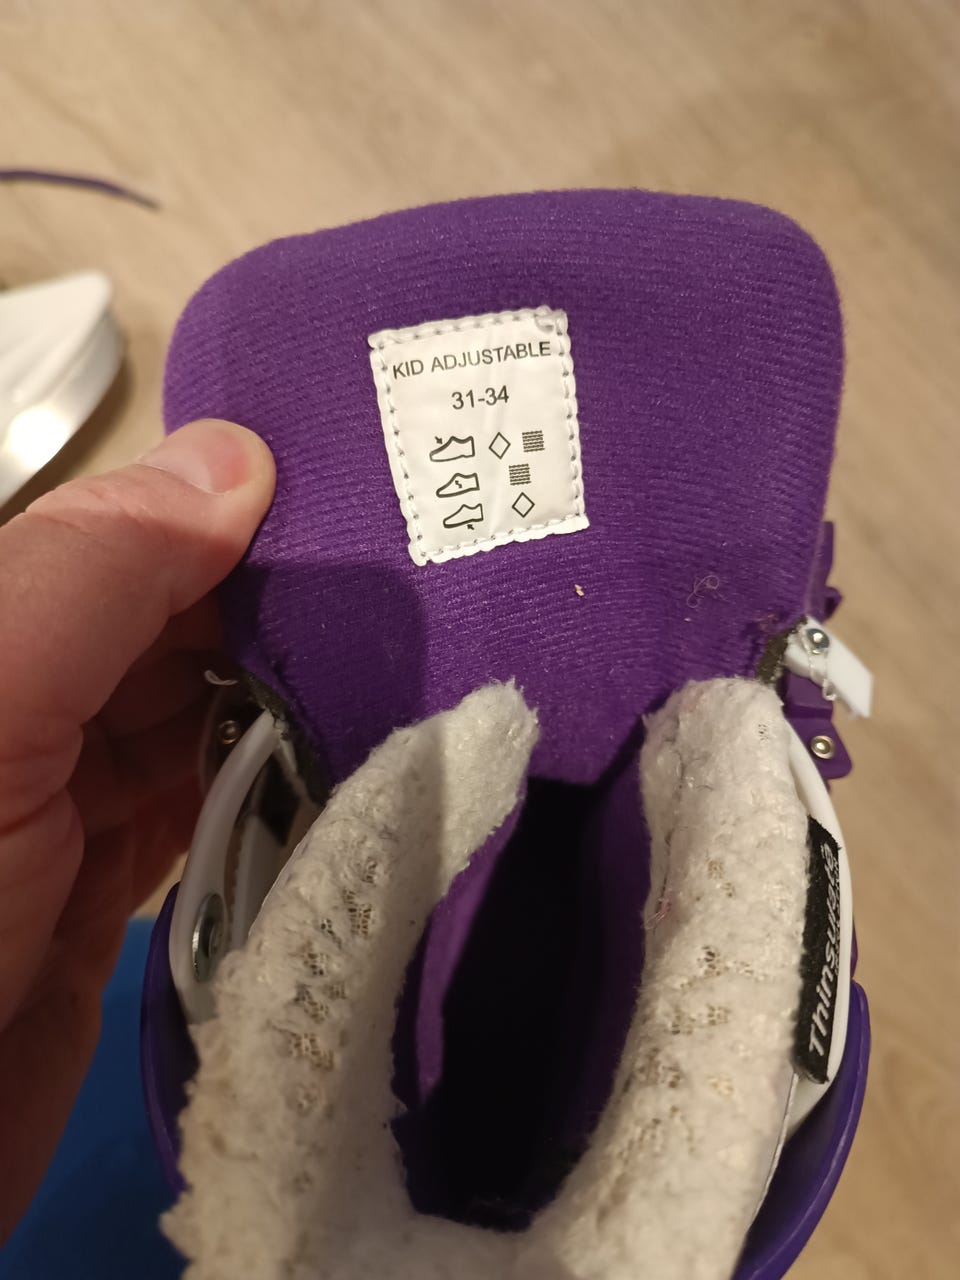 KID ADJUSTABLE
31-34
Thinsulate